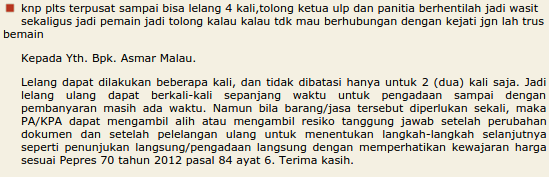 knp plts terpusat sampai bisa lelang 4 kali,tolong ketua ulp dan panitia berhentilah jadi wasit
sekaligus jadi pemain jadi tolong kalau kalau tdk mau berhubungan dengan kejati jgn lah trus
bemain
Kepada Yth. Bpk. Asmar Malau.
Lelang dapat dilakukan beberapa kali, dan tidak dibatasi hanya untuk 2 (dua) kali saja. Jadi
lelang ulang dapat berkali-kali sepanjang waktu untuk pengadaan sampai dengan
pembanyaran masih ada waktu. Namun bila barang/jasa tersebut diperlukan sekali, maka
PA/KPA dapat mengambil alih atau mengambil resiko tanggung jawab setelah perubahan
dokumen dan setelah pelelangan ulang untuk menentukan langkah-langkah selanjutnya
seperti penunjukan langsung/pengadaan langsung dengan memperhatikan kewajaran harga
sesuai Pepres 70 tahun 2012 pasal 84 ayat 6. Terima kasih.